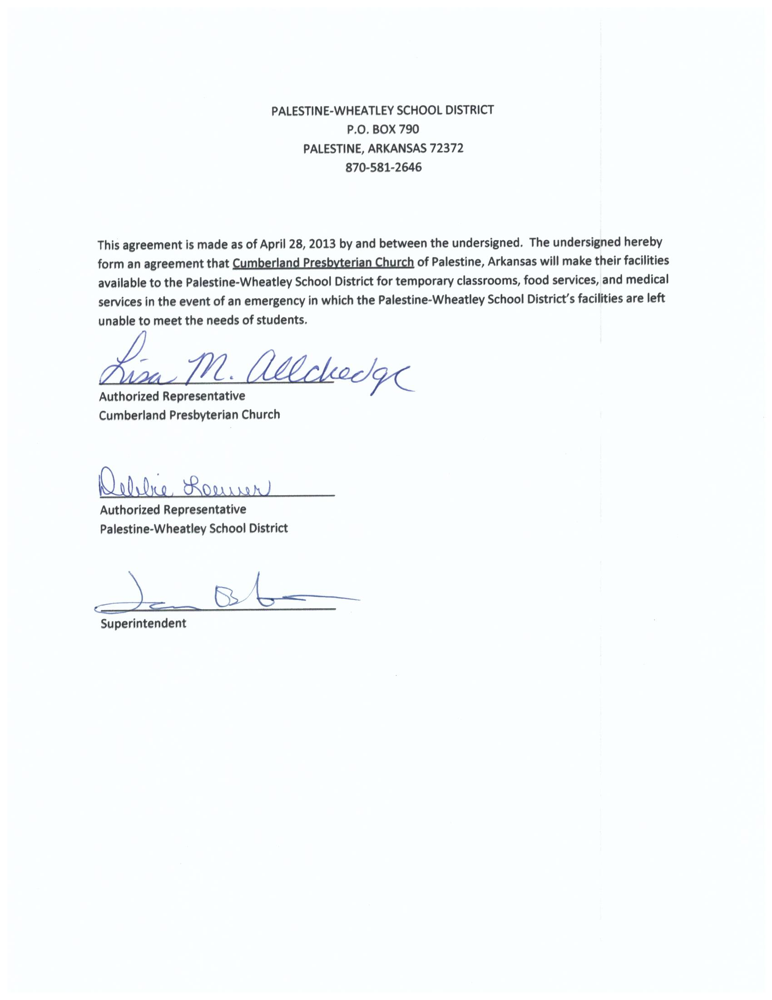 PALESTINE-WHEATLEY SCHOOL DISTRICT
P.O. BOX 790
PALESTINE, ARKANSAS 72372
870-581-2646
This agreement is made as of April 28, 2013 by and between the undersigned. The undersigned hereby
form an agreement that Cumberland Presbyterian Church of Palestine, Arkansas will make their facilities
available to the Palestine-Wheatley School District for temporary classrooms, food services, and medical
services in the event of an emergency in which the Palestine-Wheatley School District's facilities are left
unable to meet the needs of students.
Lisa M.
Authorized Representative
Cumberland Presbyterian Church
Debbie
Authorized Representative
Palestine-Wheatley School District
Superintendent